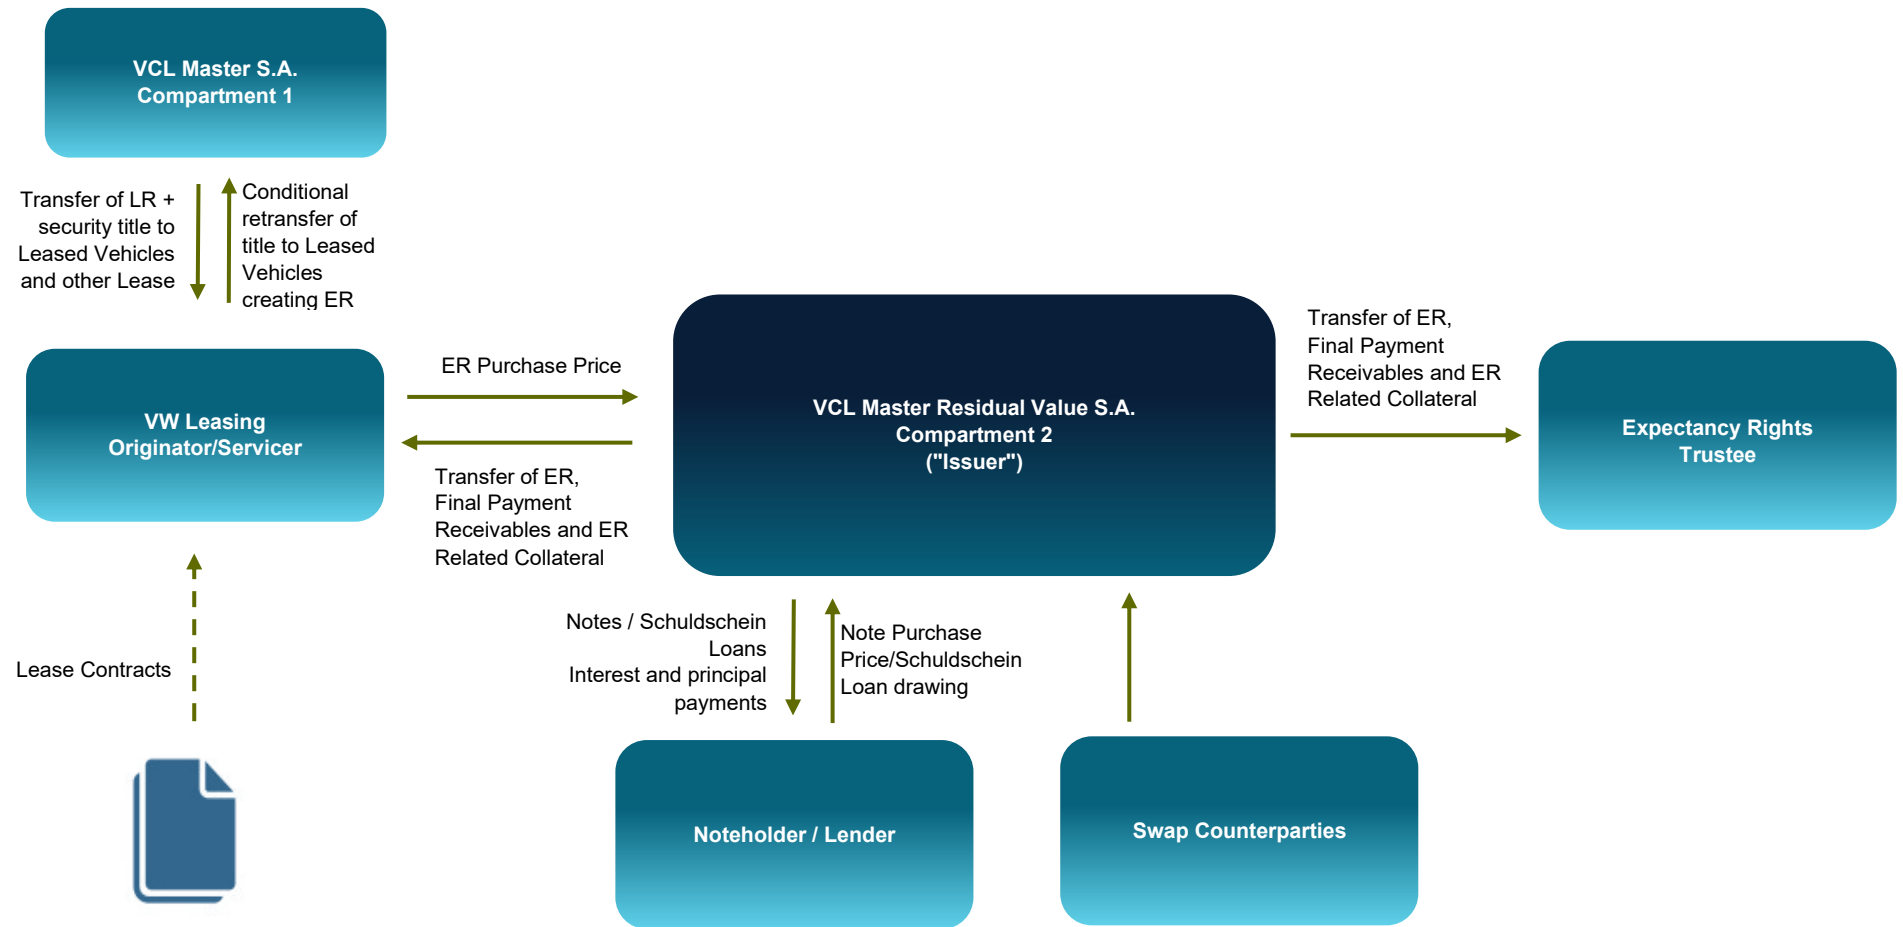 VCL Master S.A.
Compartment 1
Transfer of LR +
security title to
Leased Vehicles
and other Lease
Conditional
retransfer of
title to Leased
Vehicles
creating ER
VW Leasing
Originator/Servicer
ER Purchase Price
Transfer of ER,
Final Payment
Receivables and ER
Related Collateral
VCL Master Residual Value S.A.
Compartment 2
("Issuer")
Transfer of ER,
Final Payment
Receivables and ER
Related Collateral
Expectancy Rights
Trustee
Lease Contracts
Notes / Schuldschein
Loans
Interest and principal
payments
Note Purchase
Price/Schuldschein
Loan drawing
Noteholder / Lender
Swap Counterparties